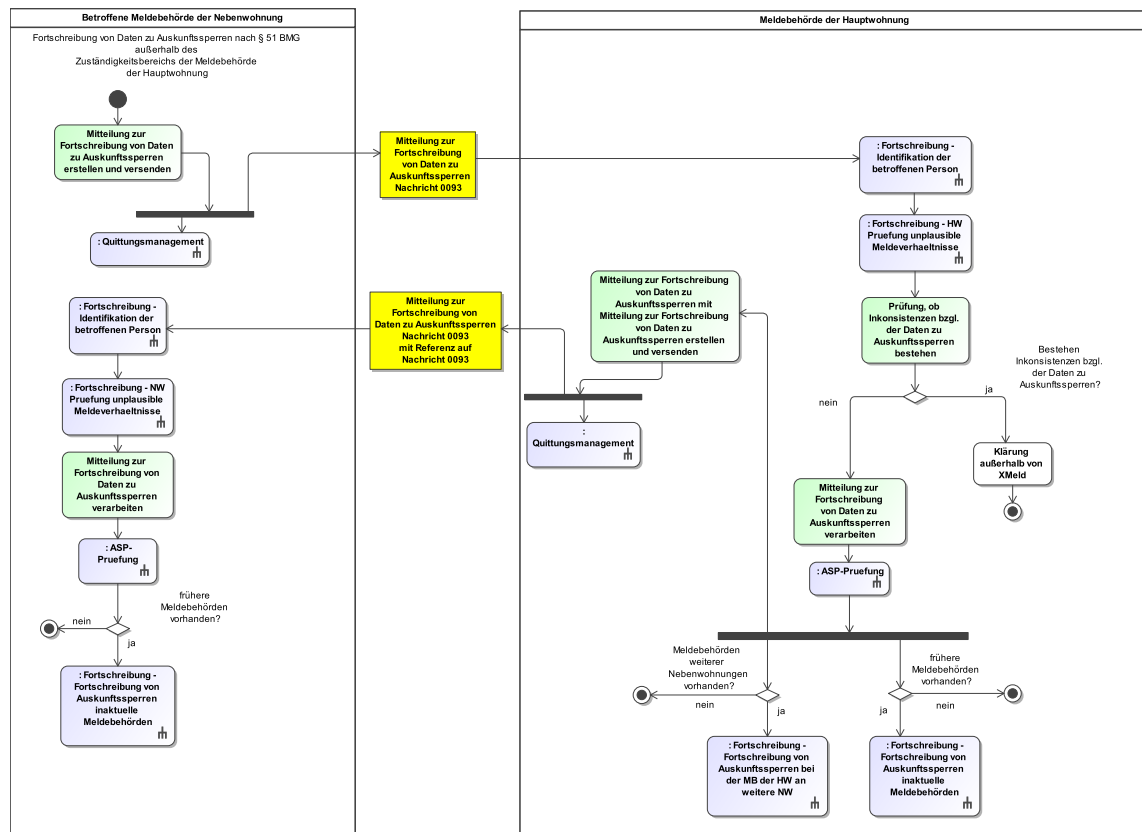 Betroffene Meldebehörde der Nebenwohnung
Fortschreibung von Daten zu Auskunftssperren nach § 51 BMG
außerhalb des
Zuständigkeitsbereichs der Meldebehörde
der Hauptwohnung
Mitteilung zur
Fortschreibung von Daten
zu Auskunftssperren
erstellen und versenden
: Quittungsmanagement
: Fortschreibung -
Identifikation der
betroffenen Person
: Fortschreibung - NW
Pruefung unplausible
Meldeverhaeltnisse
Mitteilung zur
Fortschreibung von
Daten zu
Auskunftssperren
verarbeiten
: ASP-
Pruefung
frühere
Meldebehörden
vorhanden?
nein
ja
: Fortschreibung -
Fortschreibung von
Auskunftssperren
inaktuelle
Meldebehörden
Mitteilung zur
Fortschreibung
von Daten zu
Auskunftssperren
Nachricht 0093
Mitteilung zur
Fortschreibung von
Daten zu Auskunftssperren
Nachricht 0093
mit Referenz auf
Nachricht 0093
Meldebehörde der Hauptwohnung
: Fortschreibung -
Identifikation der
betroffenen Person
: Fortschreibung - HW
Pruefung unplausible
Meldeverhaeltnisse
Mitteilung zur Fortschreibung
von Daten zu
Auskunftssperren mit
Mitteilung zur Fortschreibung
von Daten zu
Auskunftssperren erstellen
und versenden
:
Quittungsmanagement
Prüfung, ob
Inkonsistenzen bzgl.
der Daten zu
Auskunftssperren
bestehen
Bestehen
Inkonsistenzen bzgl.
der Daten zu
Auskunftssperren?
nein
ja
Klärung
außerhalb von
XMeld
Mitteilung zur
Fortschreibung
von Daten zu
Auskunftssperren
verarbeiten
: ASP-Pruefung
Meldebehörden
weiterer
Nebenwohnungen
vorhanden?
nein
ja
frühere
Meldebehörden
vorhanden?
ja
nein
: Fortschreibung -
Fortschreibung von
Auskunftssperren bei
der MB der HW an
weitere NW
: Fortschreibung -
Fortschreibung von
Auskunftssperren
inaktuelle
Meldebehörden